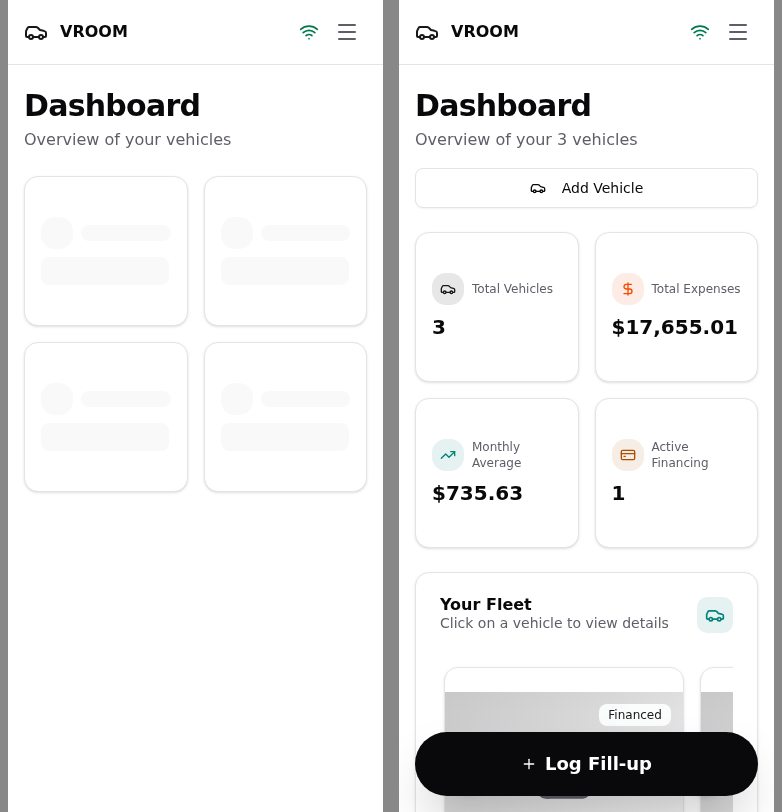 VROOM
Dashboard
Overview of your vehicles
VROOM
Dashboard
Overview of your 3 vehicles
Add Vehicle
Total Vehicles
3
Total Expenses
$17,655.01
Monthly
Average
$735.63
Active
Financing
1
Your Fleet
Click on a vehicle to view details
Financed
+ Log Fill-up